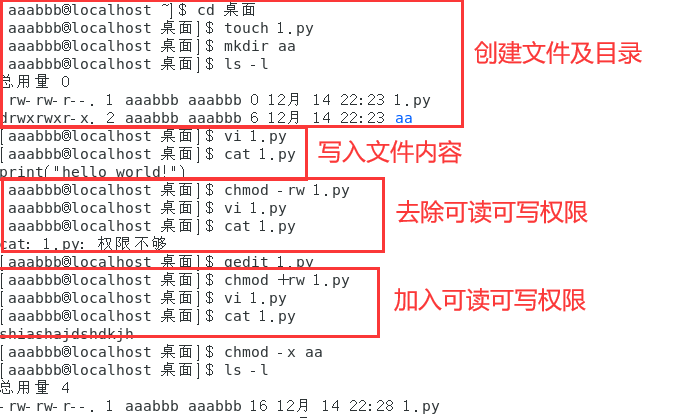 aaabbb@localhost ~]$ cd 桌面
aaabbb@localhost 桌面]$ touch 1.py
aaabbb@localhost 桌面]$ mkdir aa
aaabbb@localhost 桌面]$ ls -l
创建文件及目录
总用量 0
rw-rw-r--. 1 aaabbb aaabbb 0 12月 14 22:23 1.py
drwxrwxr-x. 2 aaabbb aaabbb 6 12月 14 22:23 aa
[aaabbb@localhost 桌面]$ vi 1.py
[aaabbb@localhost 桌面]$ cat 1.py
写入文件内容
print("hello world!")
aaabbb@localhost 桌面]$ chmod -rw 1.py
aaabbb@localhost 桌面]$ vi 1.py
aaabbb@localhost 桌面]$ cat 1.py
去除可读可写权限
cat: 1.py: 权限不够
[aaabbb@localhost 桌面]$ gedit 1.py
aaabbb@localhost 桌面]$ chmod +rw 1.py
aaabbb@localhost 桌面]$ vi 1.py
aaabbb@localhost 桌面]$ cat 1.py
加入可读可写权限
shiashajdshdkjh
[aaabbb@localhost 桌面]$ chmod -x aa
[aaabbb@localhost 桌面]$ ls -l
总用量 4
-rw-rw-r--. 1 aaabbb aaabbb 16 12月 14 22:28 1.py